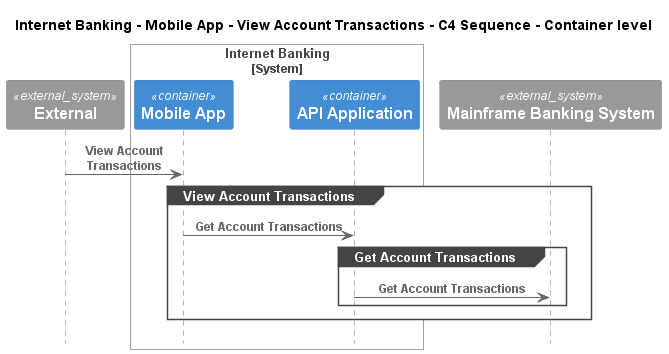 Internet Banking - Mobile App - View Account Transactions - C4 Sequence - Container level
Internet Banking
[System]
«external_system»
External
«container»
Mobile App
«container»
API Application
«external_system»
Mainframe Banking System
View Account
Transactions
View Account Transactions
Get Account Transactions
Get Account Transactions
Get Account Transactions